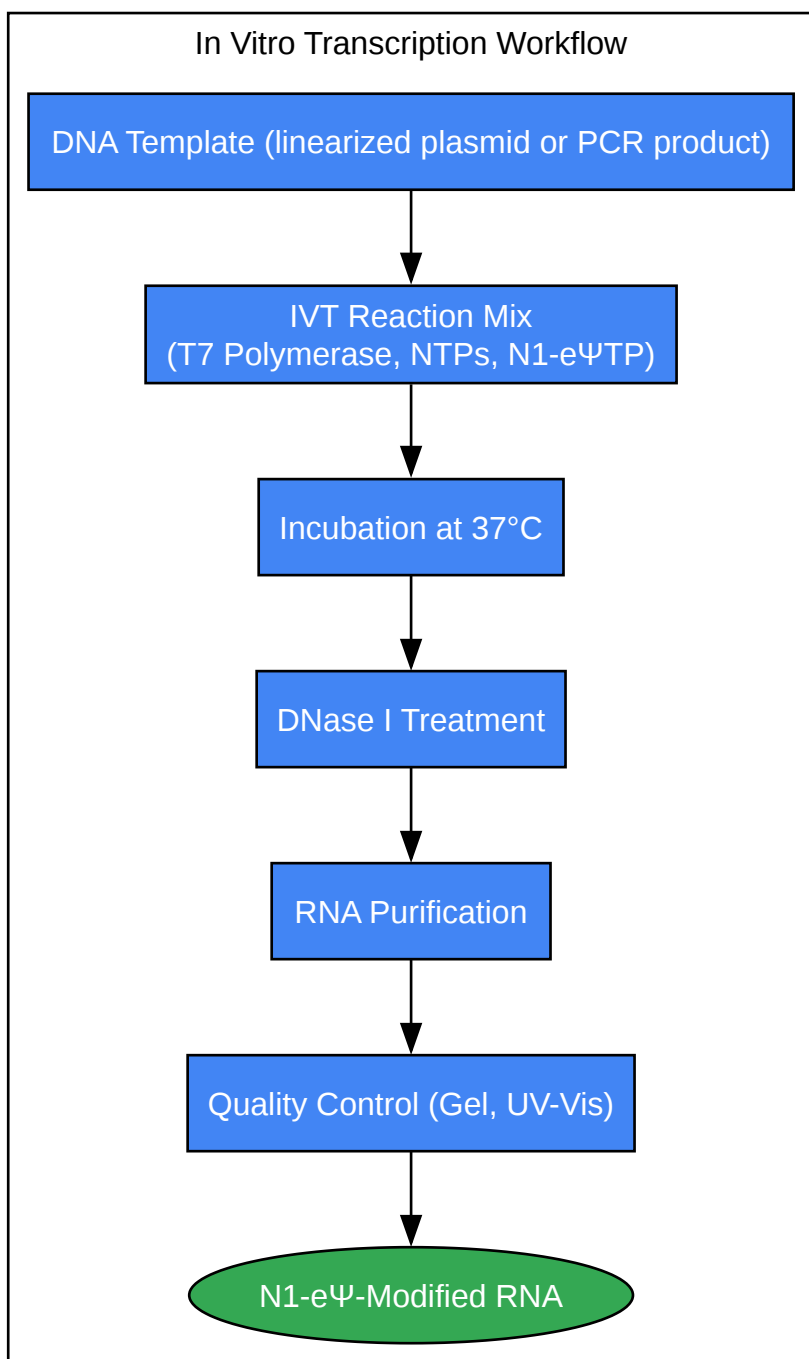 In Vitro Transcription Workflow
DNA Template (linearized plasmid or PCR product)
IVT Reaction Mix
(T7 Polymerase, NTPs, N1-eΨTP)
Incubation at 37°C
DNase I Treatment
RNA Purification
Quality Control (Gel, UV-Vis)
N1-eΨ-Modified RNA